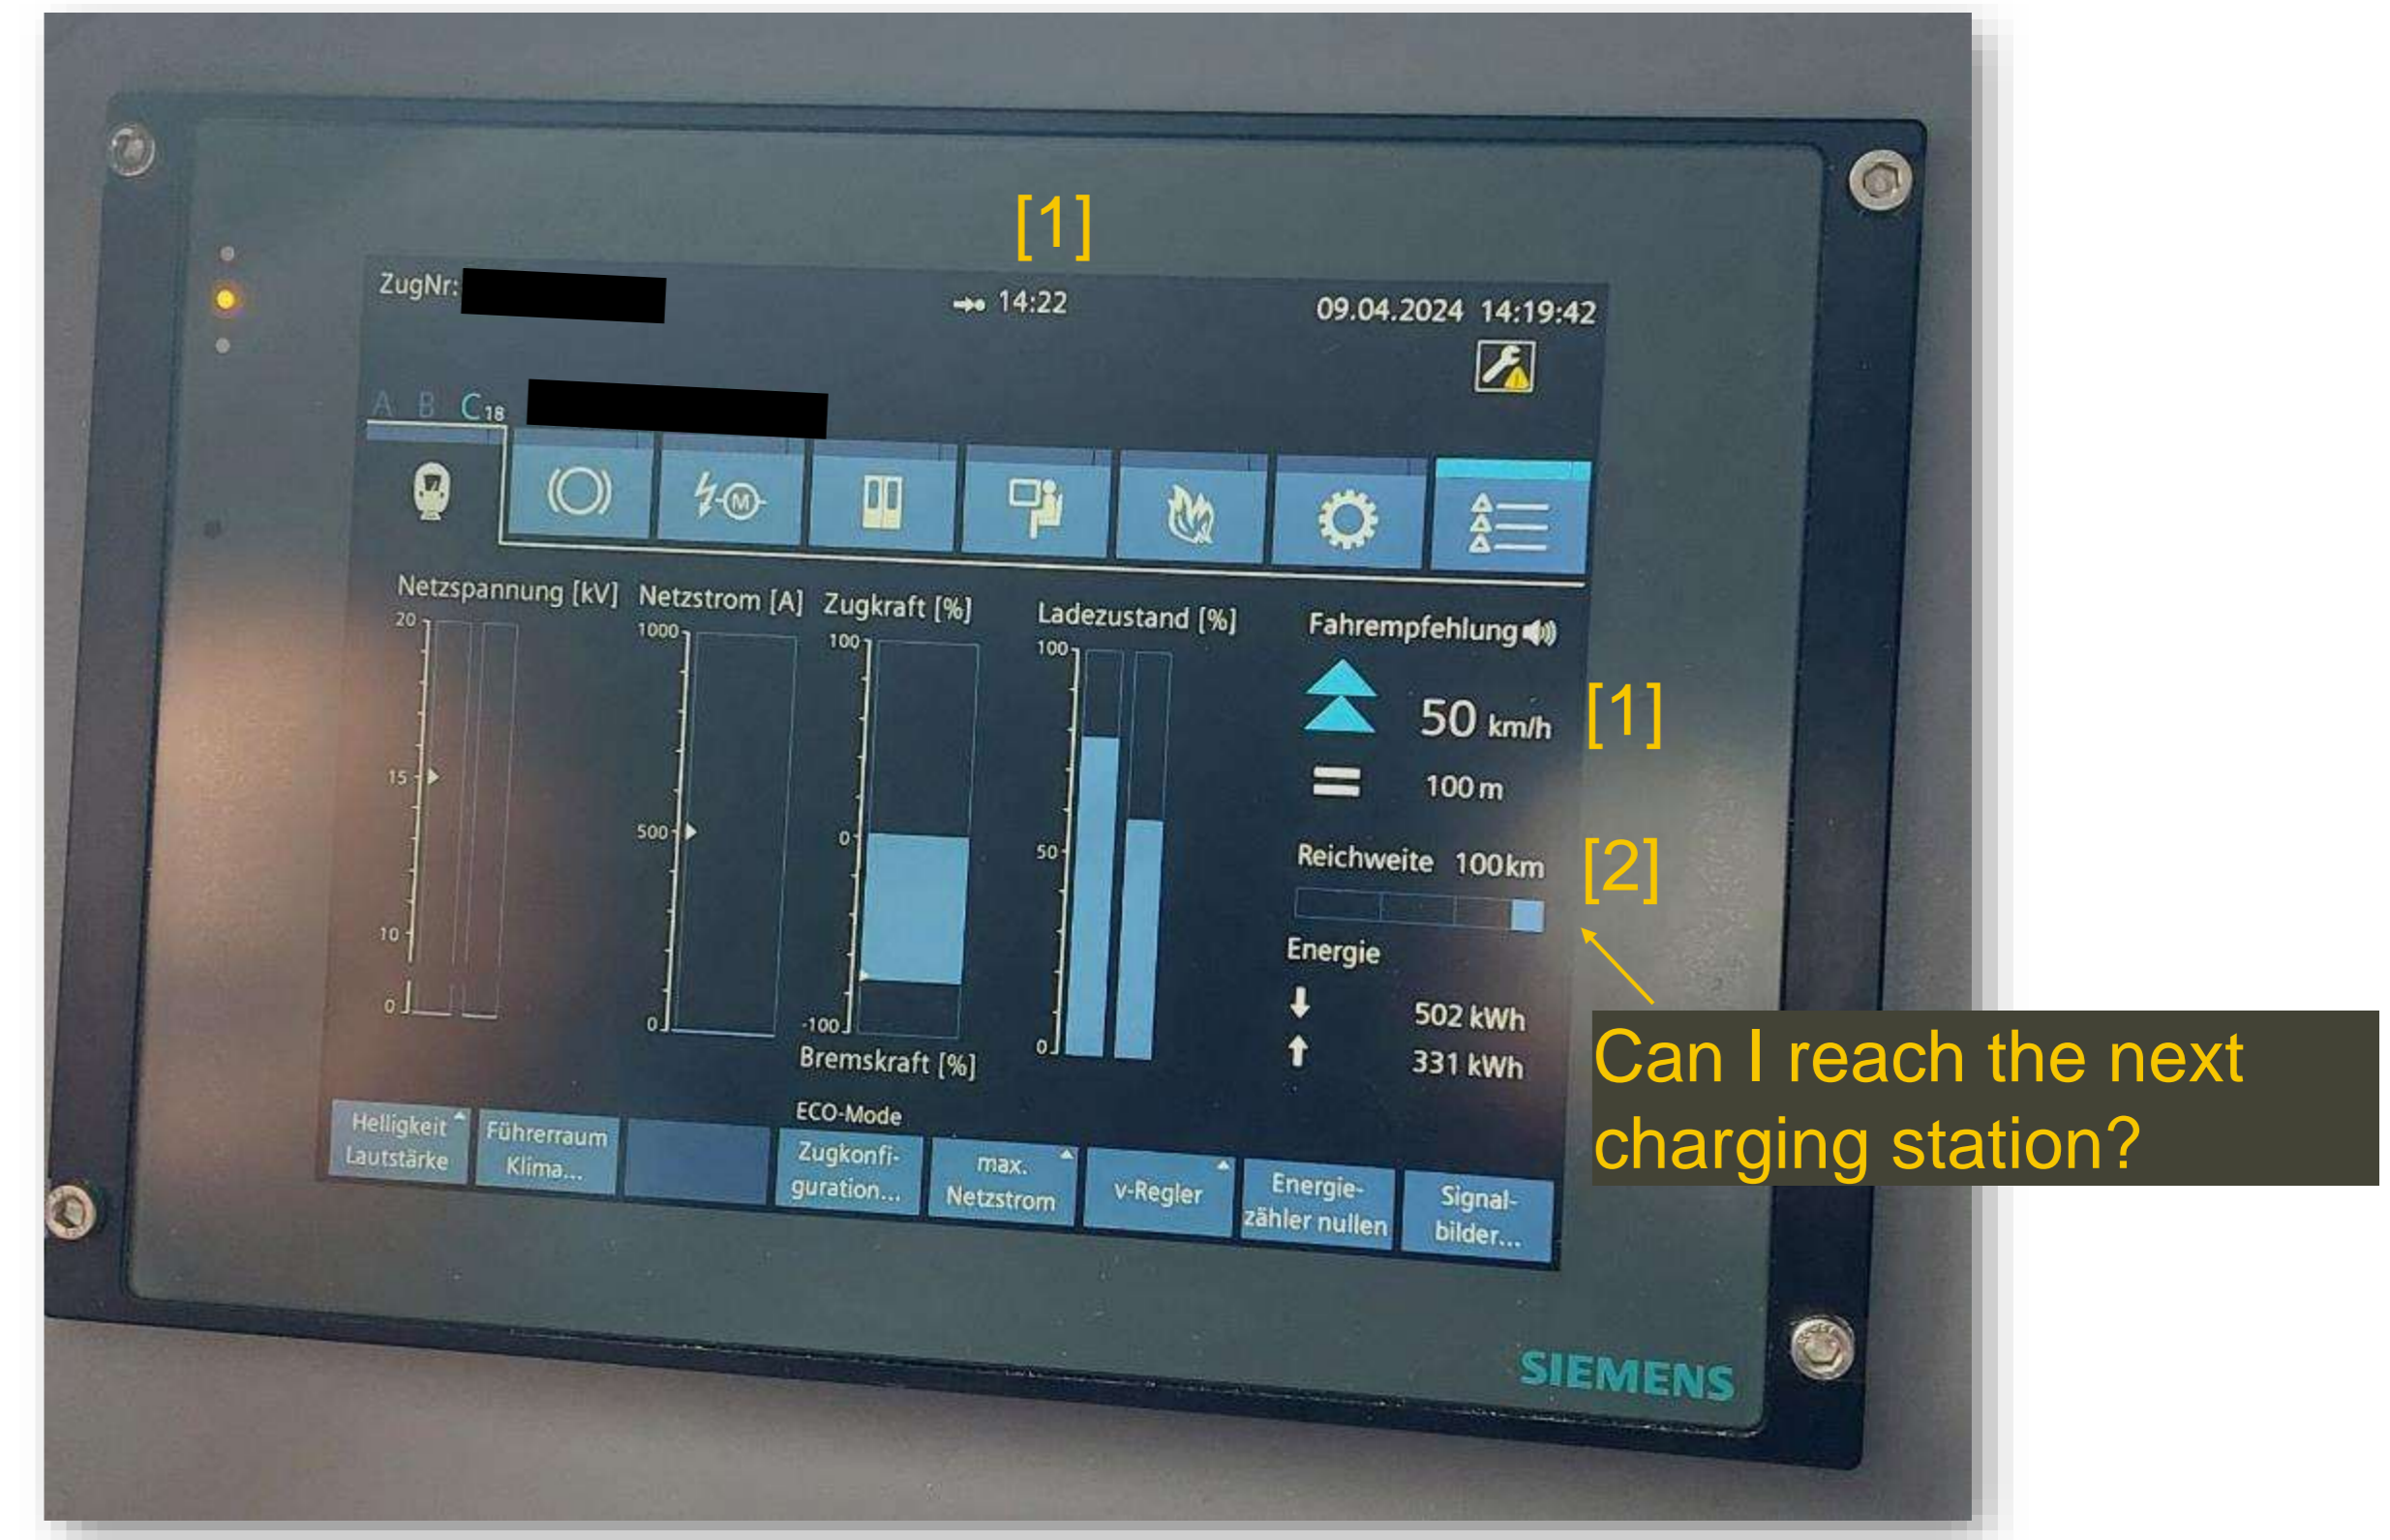 [1]
ZugNr:
14:22
09.04.2024 14:19:42
A B C 18
M
Netzspannung [kV]
Netzstrom [A]
Zugkraft [%]
Ladezustand [%]
Fahrempfehlung
20
15
10
0
1000
500
0
100
0
-100
Bremskraft [%]
100
50
0
50 km/h
[1]
100 m
Reichweite 100 km
[2]
Energie
502 kWh
331 kWh
Can I reach the next
charging station?
ECO-Mode
Helligkeit
Lautstärke
Führerraum
Klima...
Zugkonfi-
guration...
max.
Netzstrom
v-Regler
Energie-
zähler nullen
Signal-
bilder...
SIEMENS